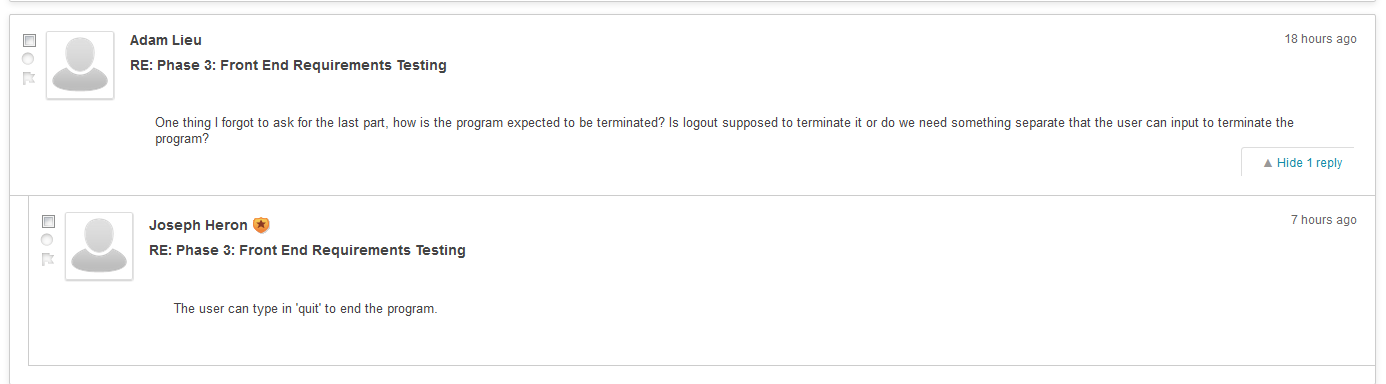 Adam Lieu
18 hours ago
RE: Phase 3: Front End Requirements Testing
One thing I forgot to ask for the last part, how is the program expected to be terminated? Is logout supposed to terminate it or do we need something separate that the user can input to terminate the
program?
▲ Hide 1 reply
Joseph Heron
7 hours ago
RE: Phase 3: Front End Requirements Testing
The user can type in 'quit' to end the program.